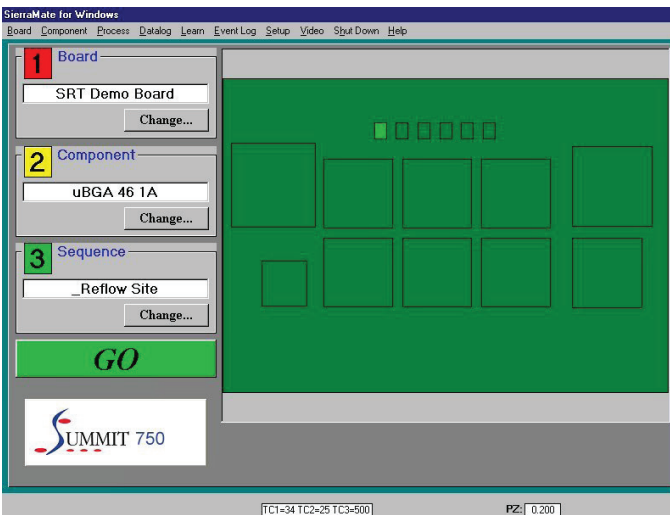 SierraMate for Windows
Board Component Process Datalog Learn Event Log Setup Video Shut Down Help
1 Board
SRT Demo Board
Change...
2 Component
uBGA 46 1A
Change...
3 Sequence
_Reflow Site
Change...
GO
SUMMIT 750
TC1=34 TC2=25 TC3=500 PZ: 0.200